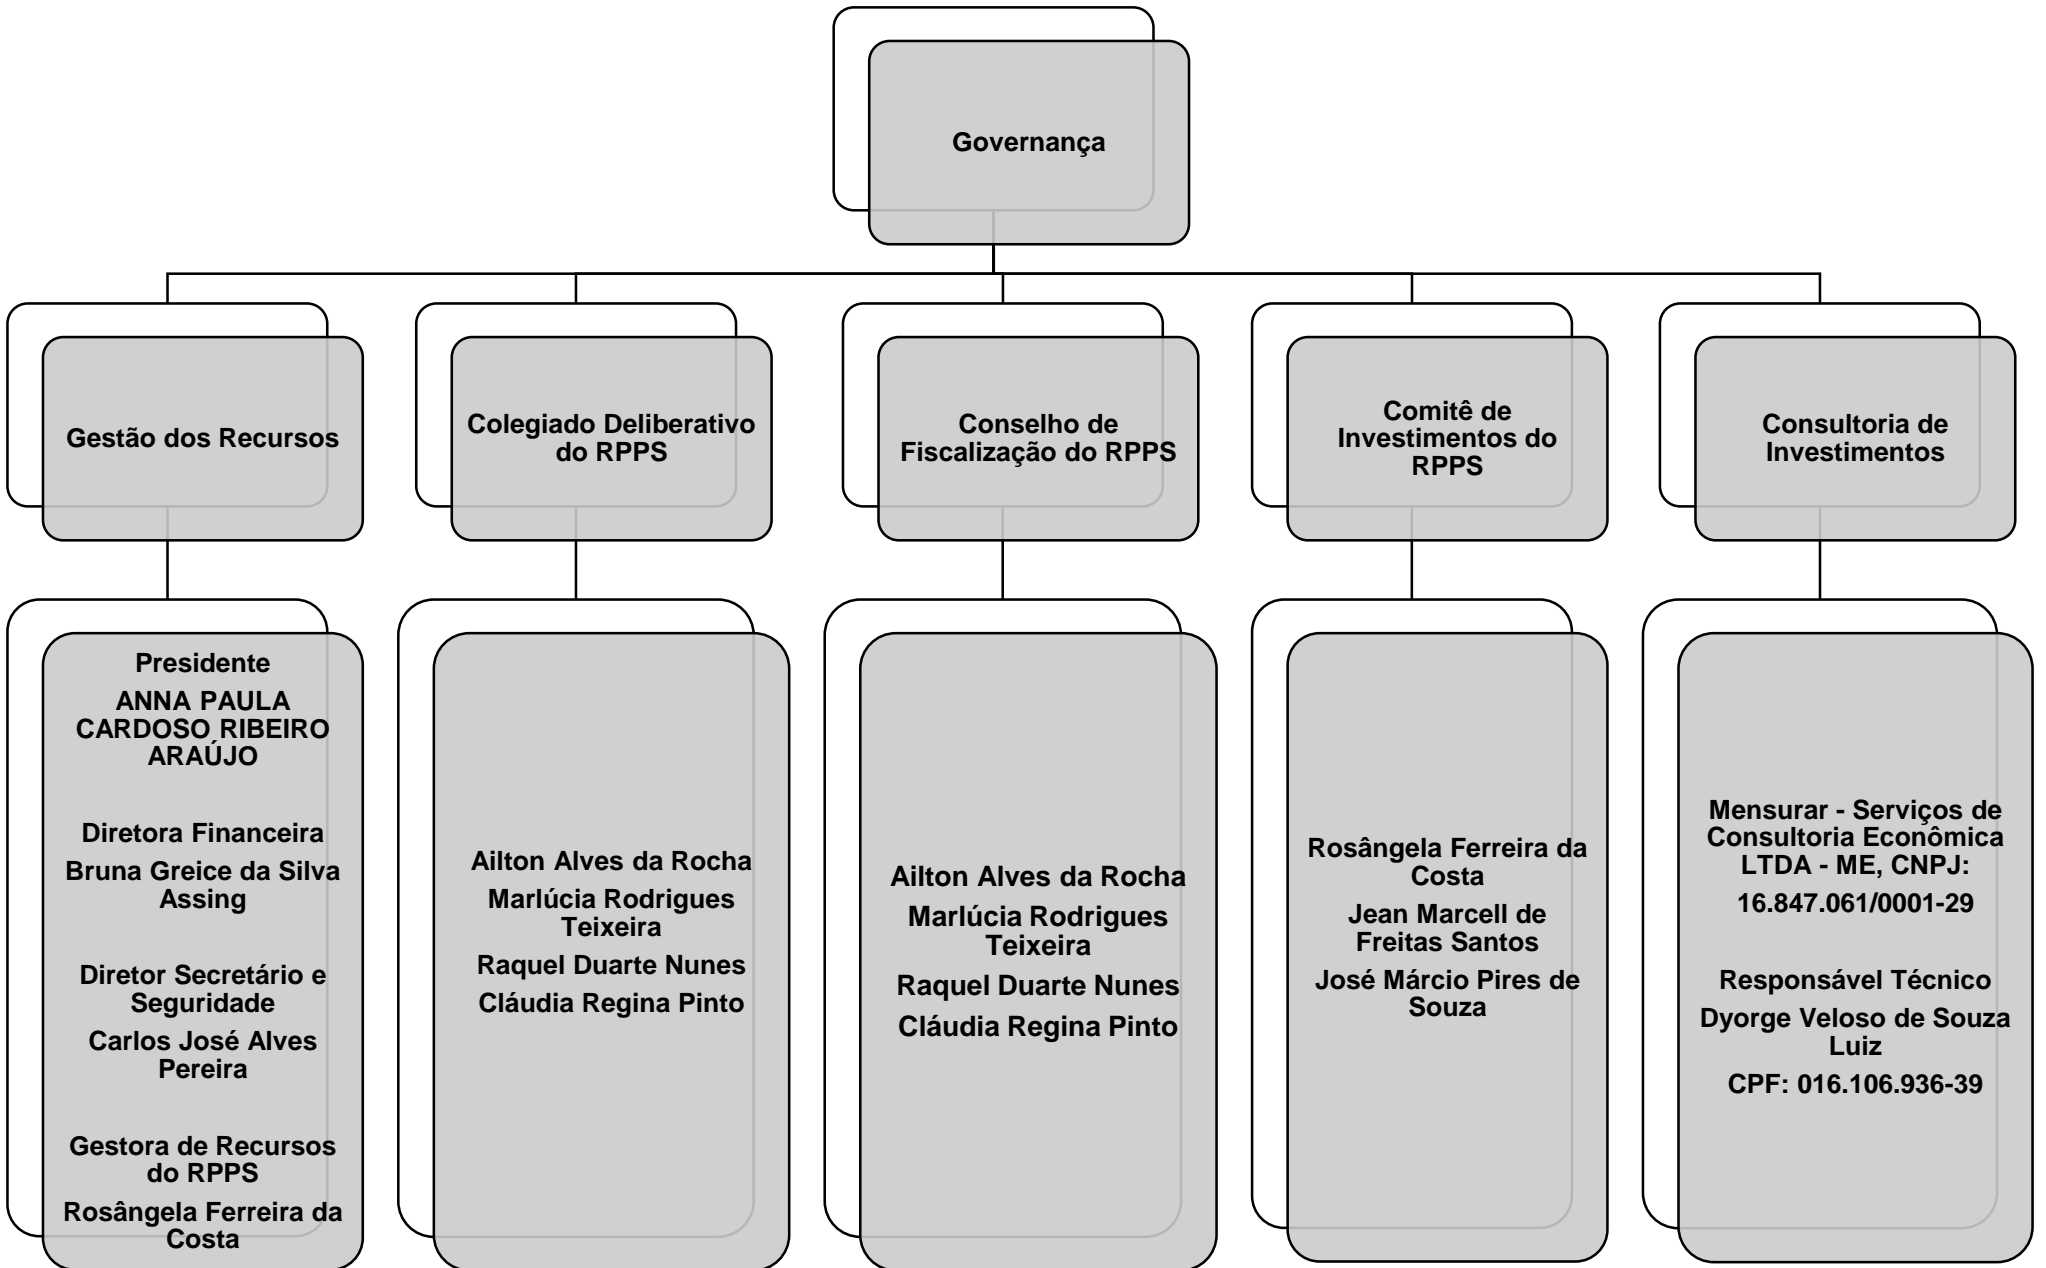 Governança
Gestão dos Recursos
Colegiado Deliberativo
do RPPS
Conselho de
Fiscalização do RPPS
Comitê de
Investimentos do
RPPS
Consultoria de
Investimentos
Presidente
ANNA PAULA
CARDOSO RIBEIRO
ARAÚJO
Diretora Financeira
Bruna Greice da Silva
Assing
Diretor Secretário e
Seguridade
Carlos José Alves
Pereira
Gestora de Recursos
do RPPS
Rosângela Ferreira da
Costa
Ailton Alves da Rocha
Marlúcia Rodrigues
Teixeira
Raquel Duarte Nunes
Cláudia Regina Pinto
Ailton Alves da Rocha
Marlúcia Rodrigues
Teixeira
Raquel Duarte Nunes
Cláudia Regina Pinto
Rosângela Ferreira da
Costa
Jean Marcell de
Freitas Santos
José Márcio Pires de
Souza
Mensurar - Serviços de
Consultoria Econômica
LTDA - ME, CNPJ:
16.847.061/0001-29
Responsável Técnico
Dyorge Veloso de Souza
Luiz
CPF: 016.106.936-39